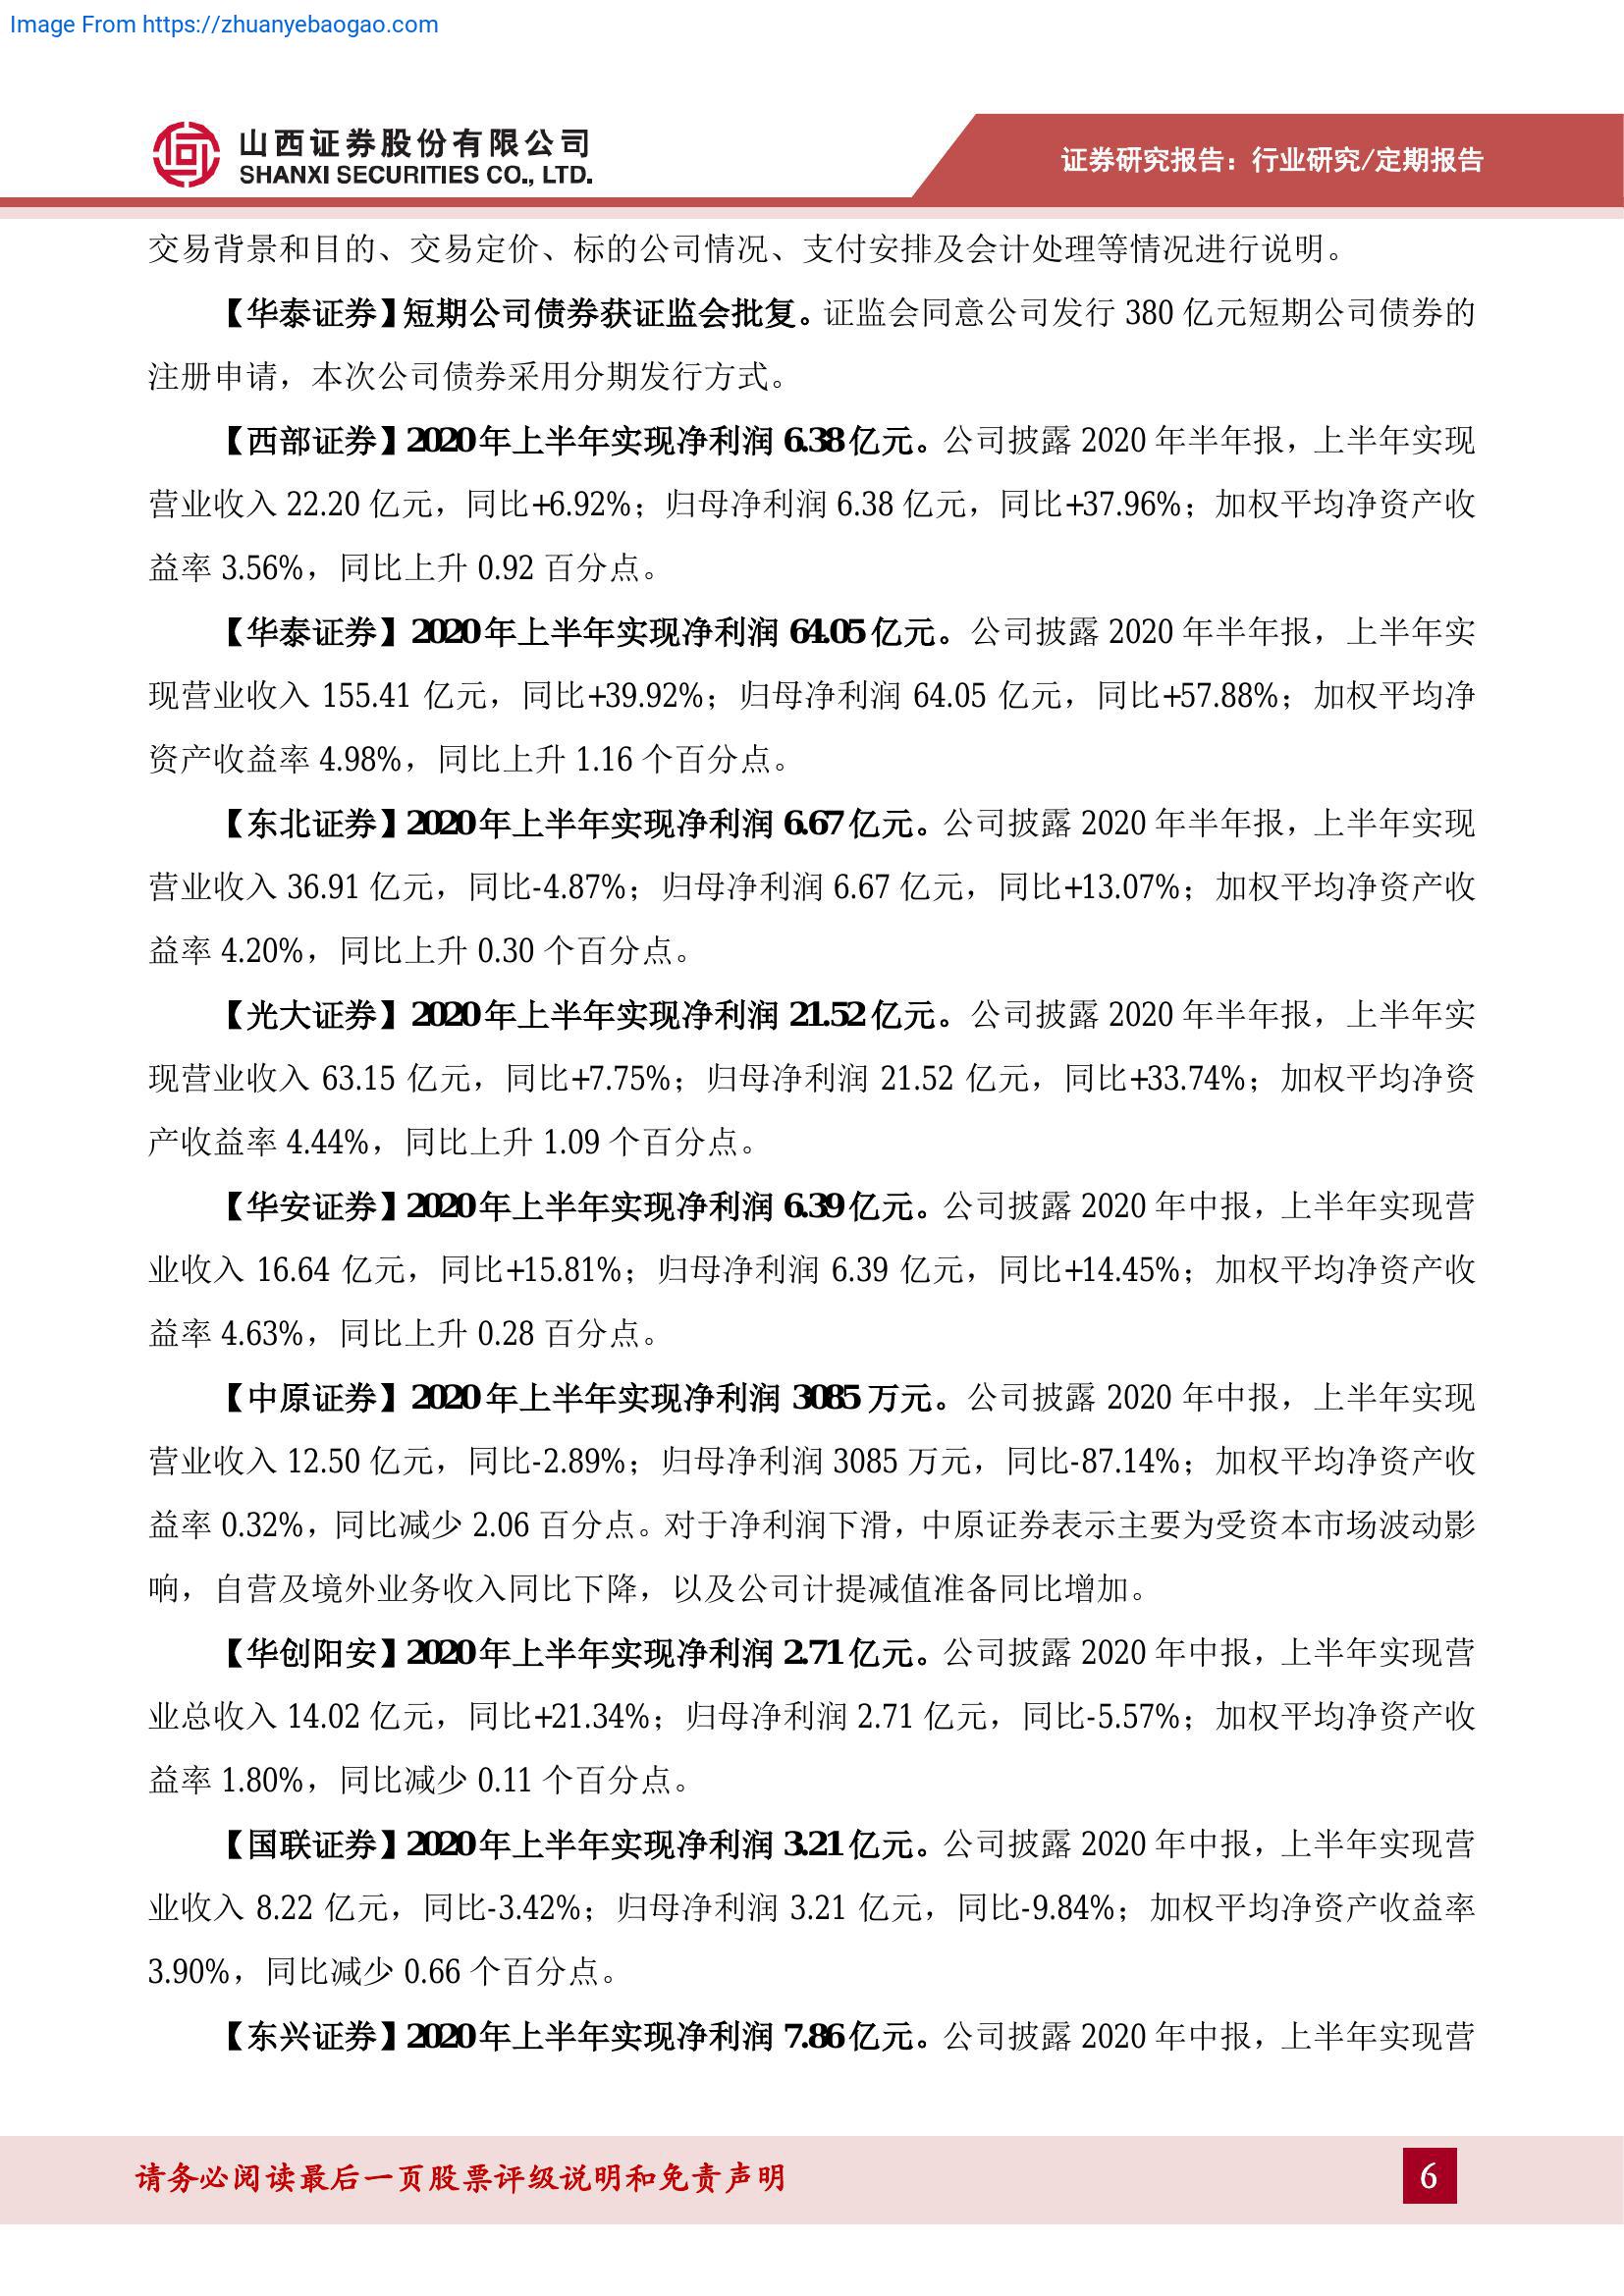 Image From https://zhuanyebaogao.com
山西证券股份有限公司
SHANXI SECURITIES CO., LTD.
证券研究报告：行业研究/定期报告
交易背景和目的、交易定价、标的公司情况、支付安排及会计处理等情况进行说明。
【华泰证券】短期公司债券获证监会批复。证监会同意公司发行 380 亿元短期公司债券的
注册申请，本次公司债券采用分期发行方式。
【西部证券】2020 年上半年实现净利润 6.38 亿元。公司披露 2020 年半年报，上半年实现
营业收入 22.20 亿元，同比+6.92%；归母净利润 6.38 亿元，同比+37.96%；加权平均净资产收
益率 3.56%，同比上升 0.92 百分点。
【华泰证券】2020 年上半年实现净利润 64.05 亿元。公司披露 2020 年半年报，上半年实
现营业收入 155.41 亿元，同比+39.92%；归母净利润 64.05 亿元，同比+57.88%；加权平均净
资产收益率 4.98%，同比上升 1.16 个百分点。
【东北证券】2020 年上半年实现净利润 6.67 亿元。公司披露 2020 年半年报，上半年实现
营业收入 36.91 亿元，同比-4.87%；归母净利润 6.67 亿元，同比+13.07%；加权平均净资产收
益率 4.20%，同比上升 0.30 个百分点。
【光大证券】2020 年上半年实现净利润 21.52 亿元。公司披露 2020 年半年报，上半年实
现营业收入 63.15 亿元，同比+7.75%；归母净利润 21.52 亿元，同比+33.74%；加权平均净资
产收益率 4.44%，同比上升 1.09 个百分点。
【华安证券】2020 年上半年实现净利润 6.39 亿元。公司披露 2020 年中报，上半年实现营
业收入 16.64 亿元，同比+15.81%；归母净利润 6.39 亿元，同比+14.45%；加权平均净资产收
益率 4.63%，同比上升 0.28 百分点。
【中原证券】2020 年上半年实现净利润 3085 万元。公司披露 2020 年中报，上半年实现
营业收入 12.50 亿元，同比-2.89%；归母净利润 3085 万元，同比-87.14%；加权平均净资产收
益率 0.32%，同比减少 2.06 百分点。对于净利润下滑，中原证券表示主要为受资本市场波动影
响，自营及境外业务收入同比下降，以及公司计提减值准备同比增加。
【华创阳安】2020 年上半年实现净利润 2.71 亿元。公司披露 2020 年中报，上半年实现营
业总收入 14.02 亿元，同比+21.34%；归母净利润 2.71 亿元，同比-5.57%；加权平均净资产收
益率 1.80%，同比减少 0.11 个百分点。
【国联证券】2020 年上半年实现净利润 3.21 亿元。公司披露 2020 年中报，上半年实现营
业收入 8.22 亿元，同比-3.42%；归母净利润 3.21 亿元，同比-9.84%；加权平均净资产收益率
3.90%，同比减少 0.66 个百分点。
【东兴证券】2020 年上半年实现净利润 7.86 亿元。公司披露 2020 年中报，上半年实现营
请务必阅读最后一页股票评级说明和免责声明
6